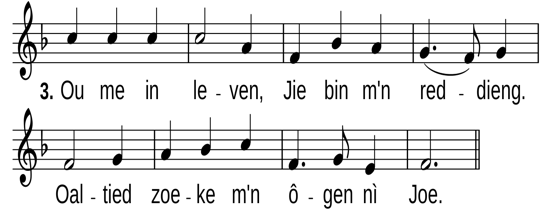 3. Ou me in le - ven, Jie bin m'n red - dieng.
Oal - tied zoe - ke m'n ô - gen nì Joe.